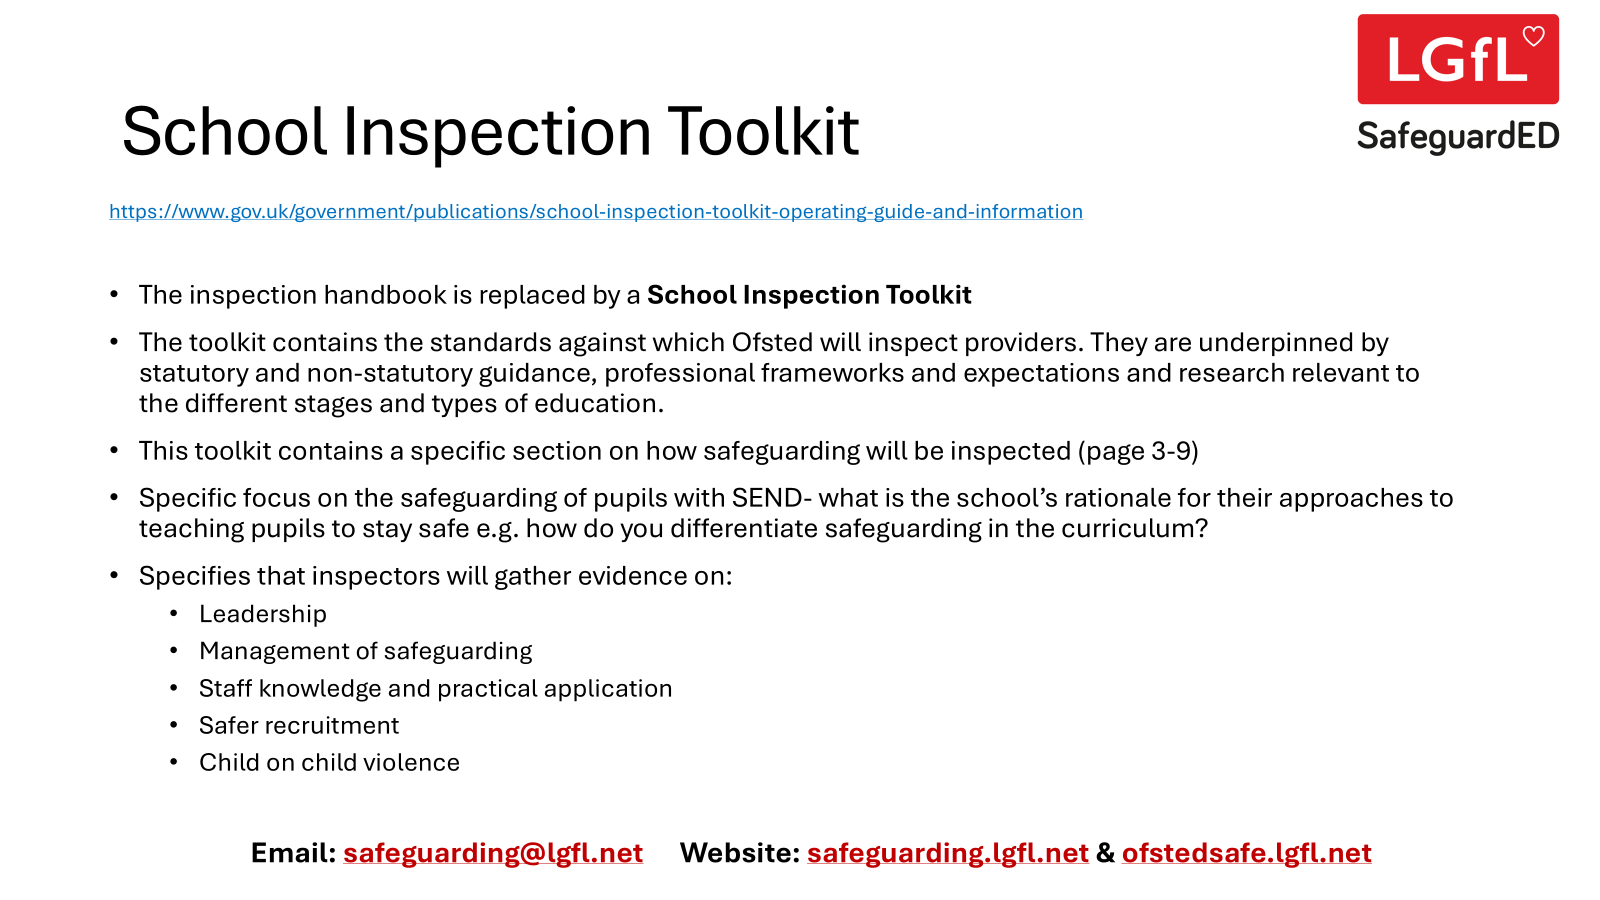 LGfL
SafeguardED
School Inspection Toolkit
https://www.gov.uk/government/publications/school-inspection-toolkit-operating-guide-and-information
• The inspection handbook is replaced by a School Inspection Toolkit
• The toolkit contains the standards against which Ofsted will inspect providers. They are underpinned by
statutory and non-statutory guidance, professional frameworks and expectations and research relevant to
the different stages and types of education.
• This toolkit contains a specific section on how safeguarding will be inspected (page 3-9)
• Specific focus on the safeguarding of pupils with SEND- what is the school’s rationale for their approaches to
teaching pupils to stay safe e.g. how do you differentiate safeguarding in the curriculum?
• Specifies that inspectors will gather evidence on:
• Leadership
• Management of safeguarding
• Staff knowledge and practical application
• Safer recruitment
• Child on child violence
Email: safeguarding@lgfl.net Website: safeguarding.lgfl.net & ofstedsafe.lgfl.net